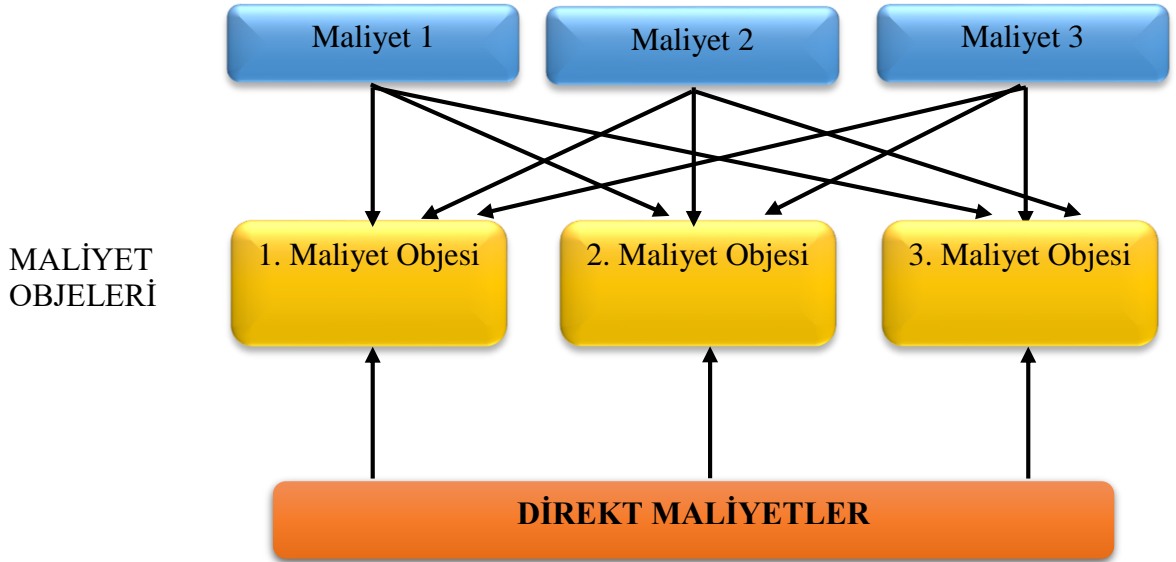 Maliyet 1
Maliyet 2
Maliyet 3
MALİYET
OBJELERİ
1. Maliyet Objesi
2. Maliyet Objesi
3. Maliyet Objesi
DİREKT MALİYETLER